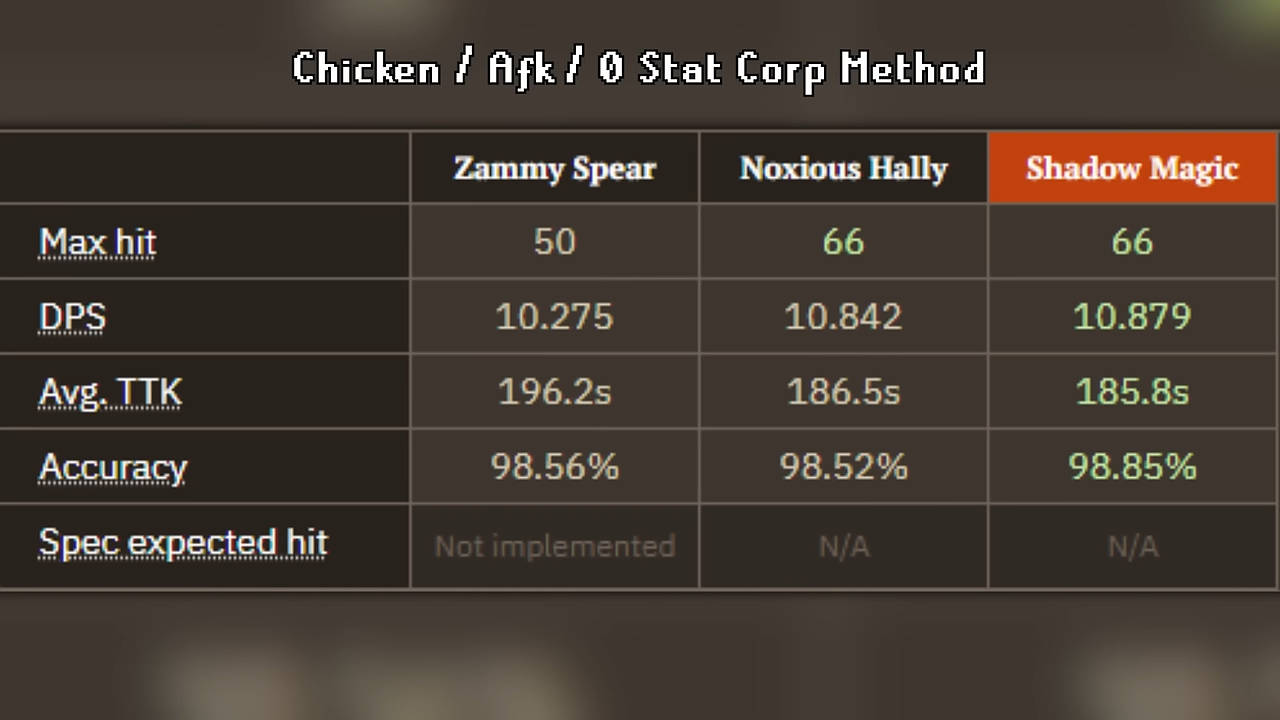 Chicken / Afk / 0 Stat Corp Method
Zammy Spear Noxious Hally Shadow Magic
Max hit 50 66 66
DPS 10.275 10.842 10.879
Avg. TTK 196.2s 186.5s 185.8s
Accuracy 98.56% 98.52% 98.85%
Spec expected hit Not implemented N/A N/A